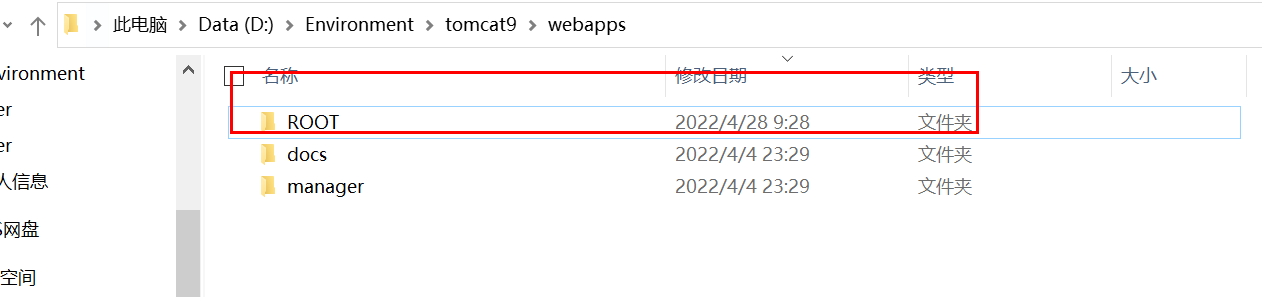 此电脑 Data (D:) Environment tomcat9 webapps
名称 修改日期 类型 大小
ROOT 2022/4/28 9:28 文件夹
docs 2022/4/4 23:29 文件夹
manager 2022/4/4 23:29 文件夹
vironment
er
er
人信息
网盘
空间